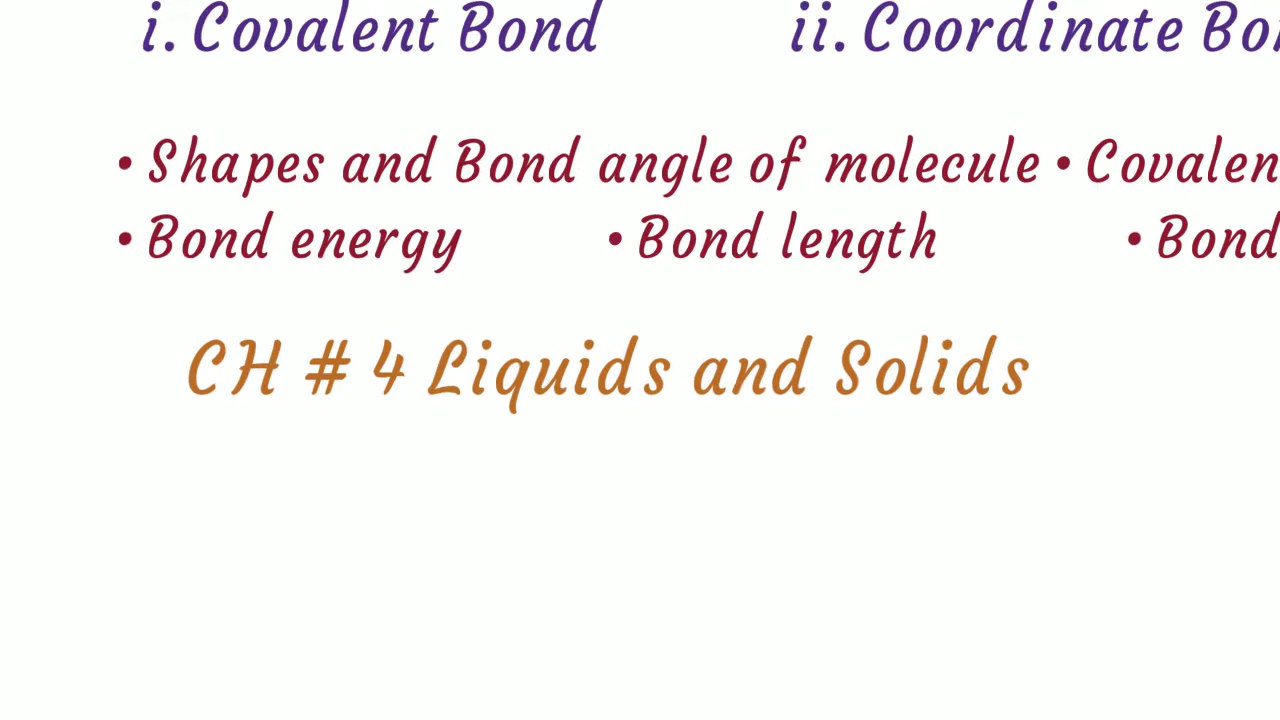 i. Covalent Bond ii. Coordinate
• Shapes and Bond angle of molecule •
• Bond energy • Bond length • Bond
CH # 4 Liquids and Solids